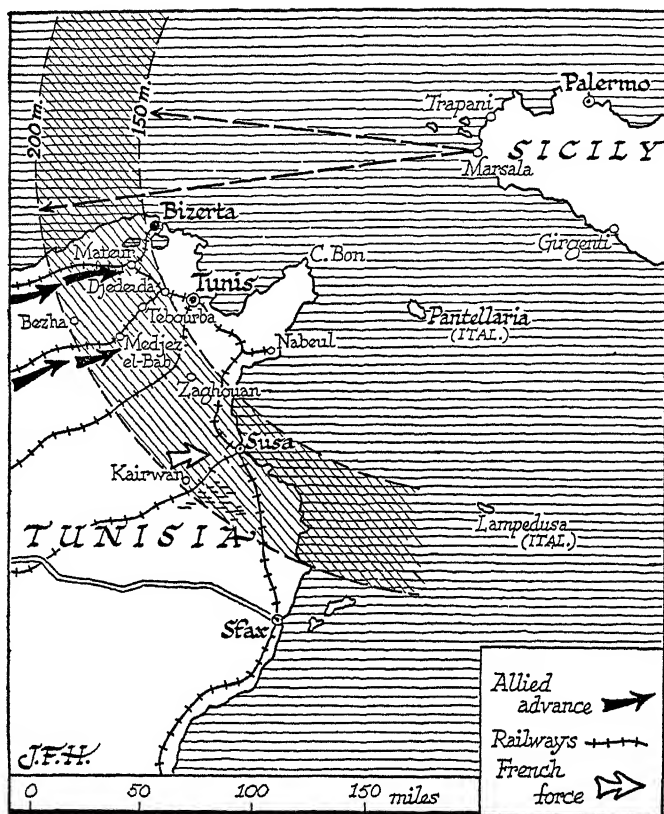 200 m.
150 m.
Palermo
Trapani
SICILY
Marsala
Bizerta
Girgenti
Mateur
C. Bon
Djedeida
Tunis
Tebourba
Pantellaria
(ITAL.)
Bezha
Medjez
el-Bab
Nabeul
Zaghouan
Susa
Kairwan
Lampedusa
(ITAL.)
TUNISIA
Sfax
Allied
advance
Railways
French
force
J.F.H.
0 50 110 150 miles